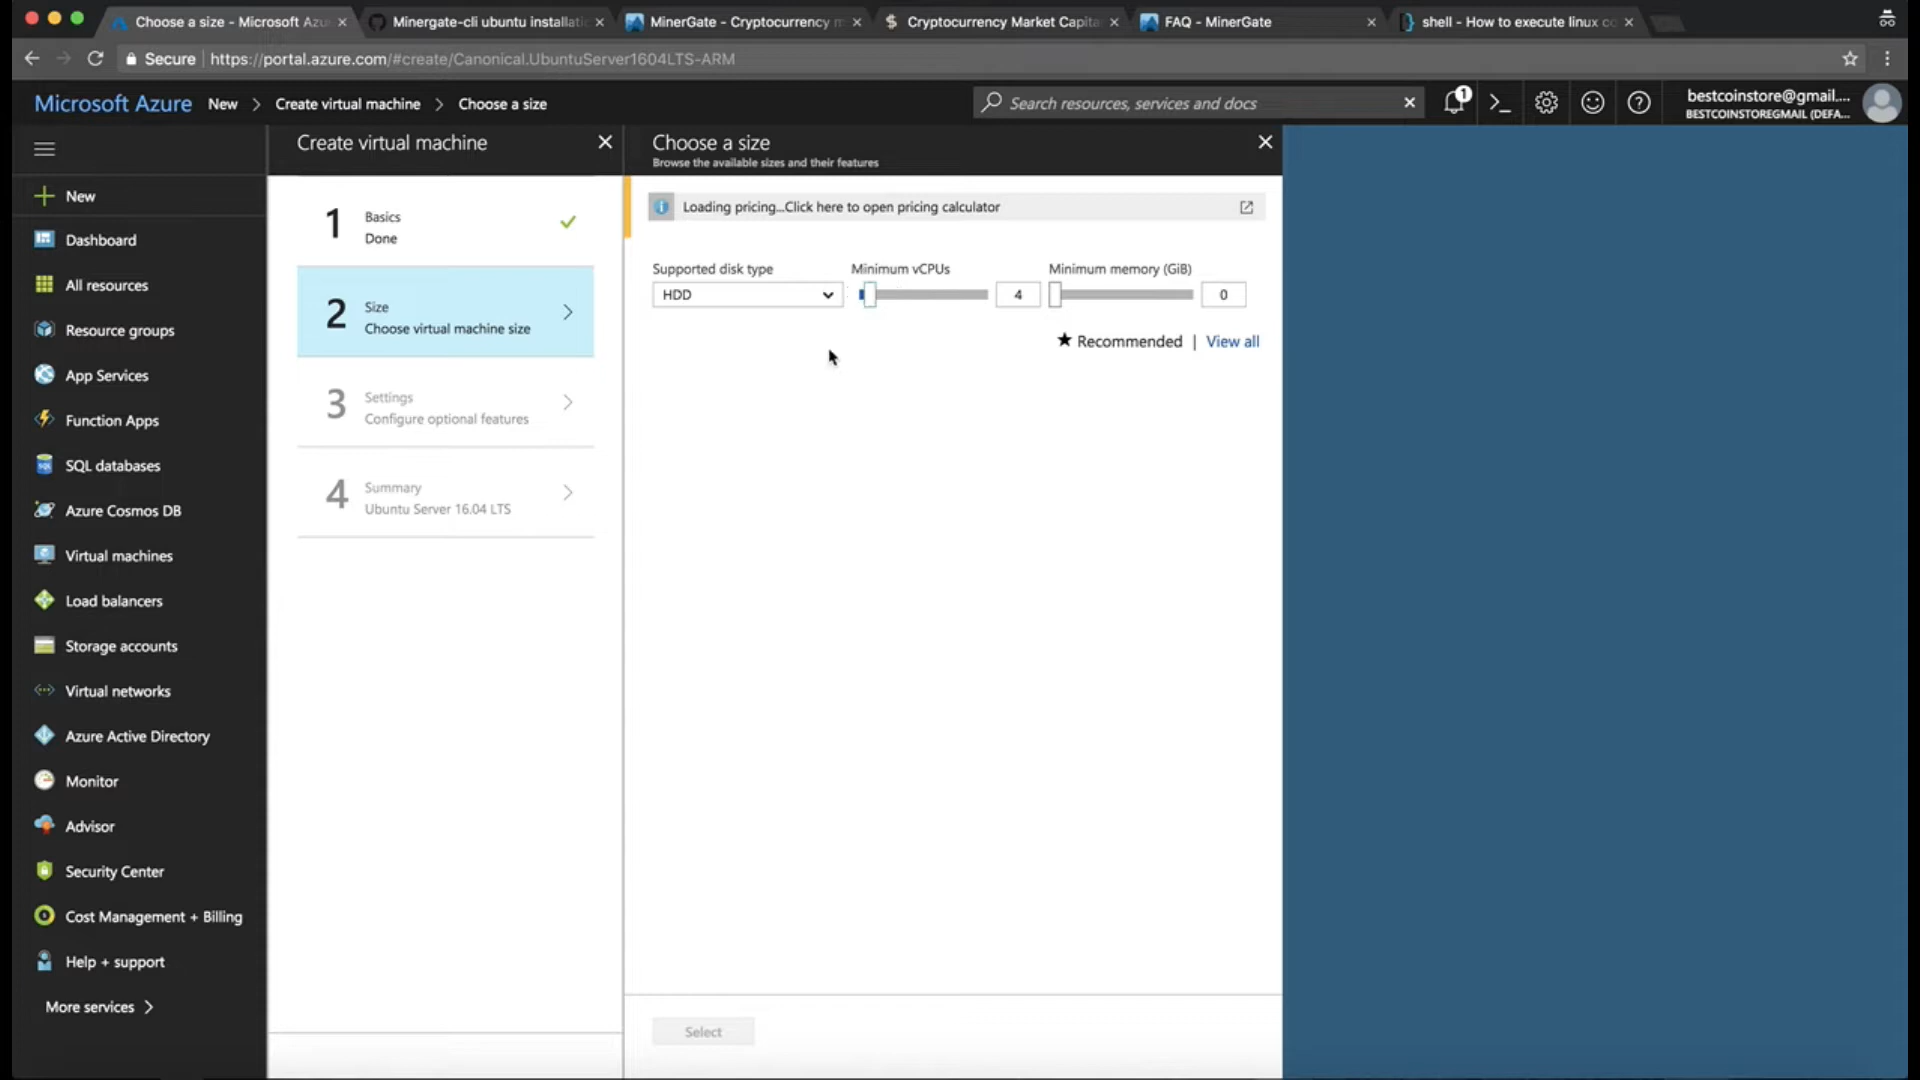 Choose a size - Microsoft Azu
Minergate-cli ubuntu installati
MinerGate - Cryptocurrency m
Cryptocurrency Market Capita
FAQ - MinerGate
shell - How to execute linux co
Secure https://portal.azure.com/#create/Canonical.UbuntuServer1604LTS-ARM
Microsoft Azure New > Create virtual machine > Choose a size
Search resources, services and docs
1
bestcoinstore@gmail....
BESTCOINSTOREGMAIL (DEFA...
New
Dashboard
All resources
Resource groups
App Services
Function Apps
SQL databases
Azure Cosmos DB
Virtual machines
Load balancers
Storage accounts
Virtual networks
Azure Active Directory
Monitor
Advisor
Security Center
Cost Management + Billing
Help + support
More services >
Create virtual machine
1 Basics
Done
2 Size
Choose virtual machine size
3 Settings
Configure optional features
4 Summary
Ubuntu Server 16.04 LTS
Choose a size
Browse the available sizes and their features
Loading pricing...Click here to open pricing calculator
Supported disk type Minimum vCPUs Minimum memory (GiB)
HDD 4 0
★ Recommended | View all
Select